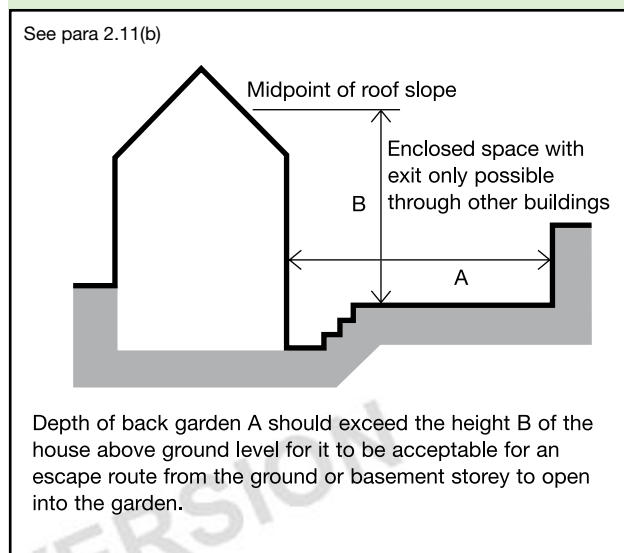 See para 2.11(b)
Midpoint of roof slope
Enclosed space with
exit only possible
through other buildings
B
A
Depth of back garden A should exceed the height B of the
house above ground level for it to be acceptable for an
escape route from the ground or basement storey to open
into the garden.
VERSION